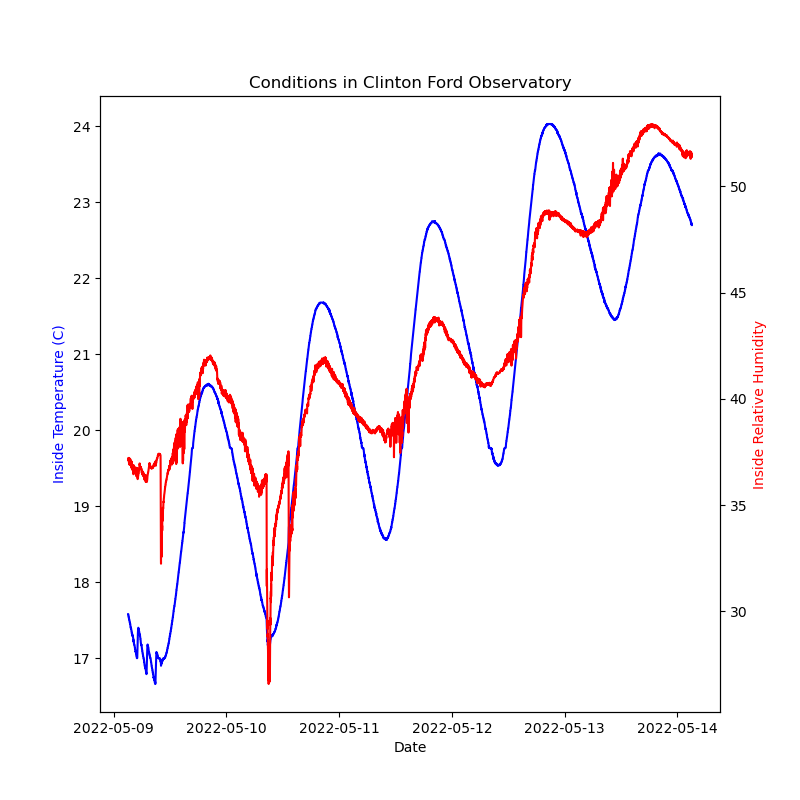 Conditions in Clinton Ford Observatory
24
23
22
21
20
19
18
17
Inside Temperature (C)
50
45
40
35
30
Inside Relative Humidity
2022-05-09 2022-05-10 2022-05-11 2022-05-12 2022-05-13 2022-05-14
Date